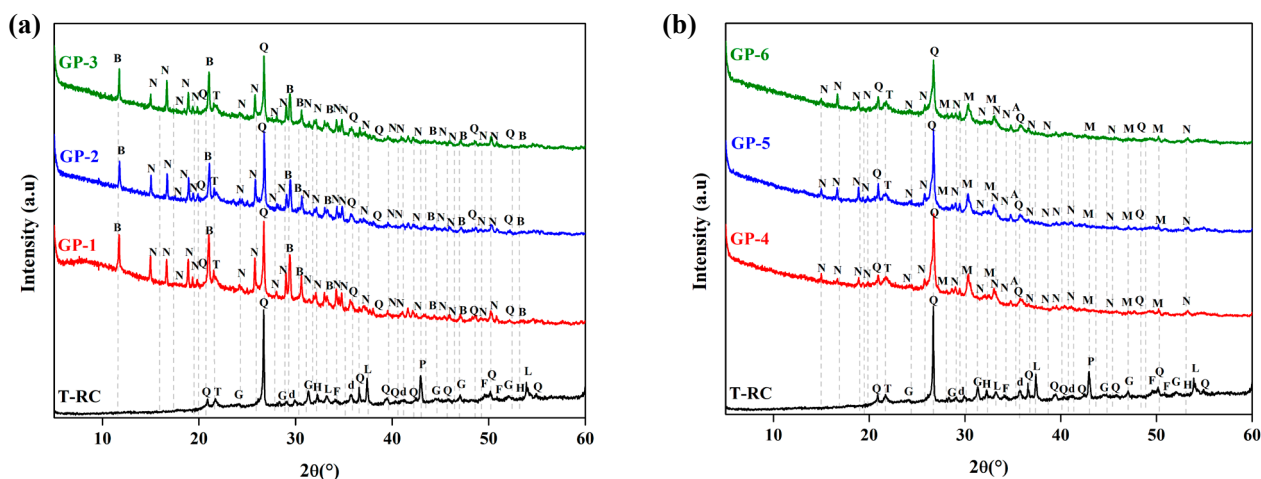 (a)
GP-3
B N N N N N Q B T N N Q N B B N N B N N Q N Q N N N B N N B Q N Q B
GP-2
B N N N N N Q B T N N Q N B B N N B N N Q N Q N N N B N N B Q N Q B
GP-1
B N N N N N Q B T N N Q N B B N N B N N Q N Q N N N B N N B Q N Q B
T-RC
Q T G Q G d G H L F d Q L Q Q d Q P G Q G F Q F G H L Q
Intensity (a.u)
10 20 30 40 50 60
2θ(°)
(b)
GP-6
N N N N Q T N N Q M N M N M N N A Q N N N N N M N M Q M N
GP-5
N N N N Q T N N Q M N M N M N N A Q N N N N N M N M Q M N
GP-4
N N N N Q T N N Q M N M N M N N A Q N N N N N M N M Q M N
T-RC
Q T G Q G d G H L F d Q L Q Q d Q P G Q G F Q F G H L Q
Intensity (a.u)
10 20 30 40 50 60
2θ(°)